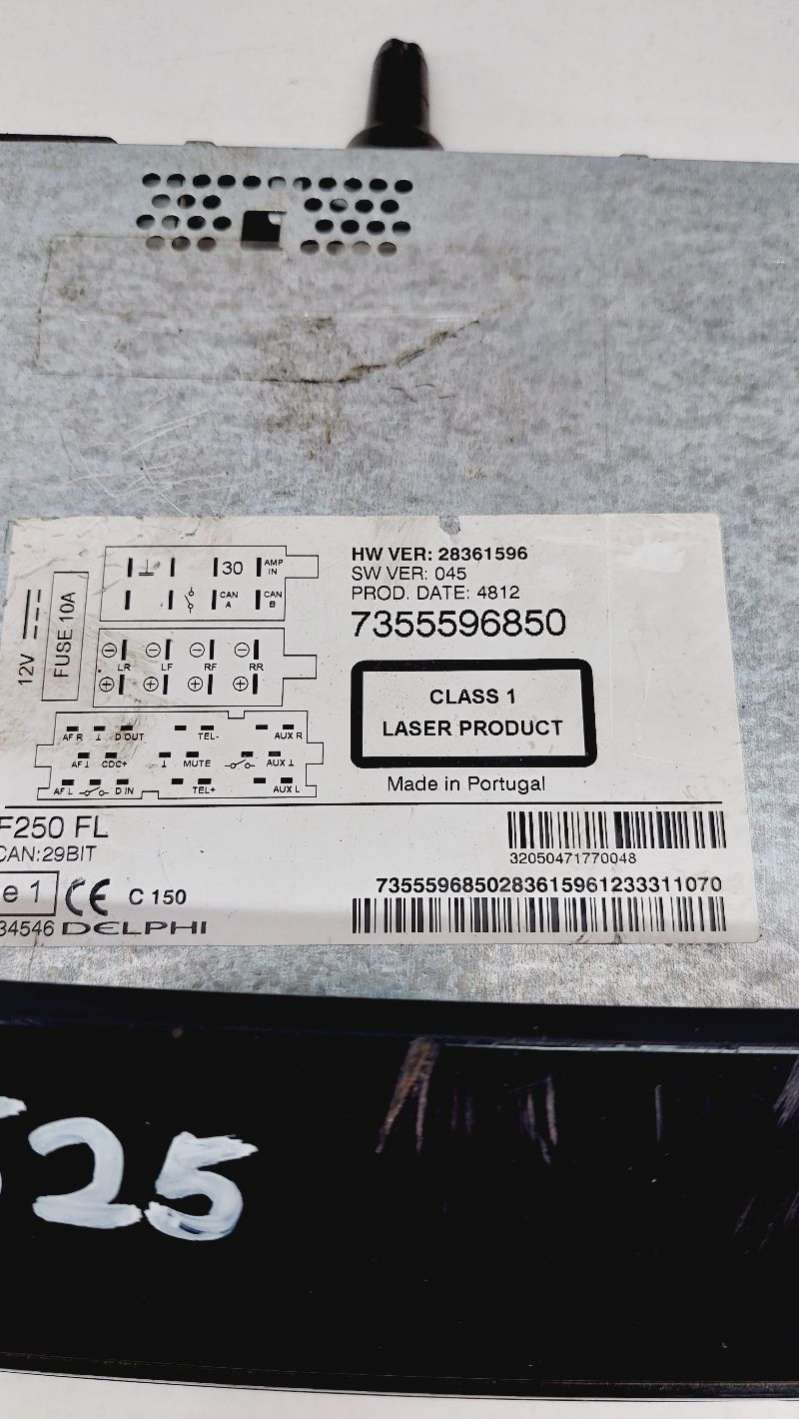 30 AMP IN
CAN A CAN B
12V
FUSE 10A
LR LF RF RR
AF R D OUT TEL- AUX R
AF CDC+ MUTE AUX
AF L D IN TEL+ AUX L
HW VER: 28361596
SW VER: 045
PROD. DATE: 4812
7355596850
CLASS 1
LASER PRODUCT
Made in Portugal
F250 FL
CAN:29BIT
32050471770048
e 1 CE C 150
34546 DELPHI
7355596850283615961233311070
25